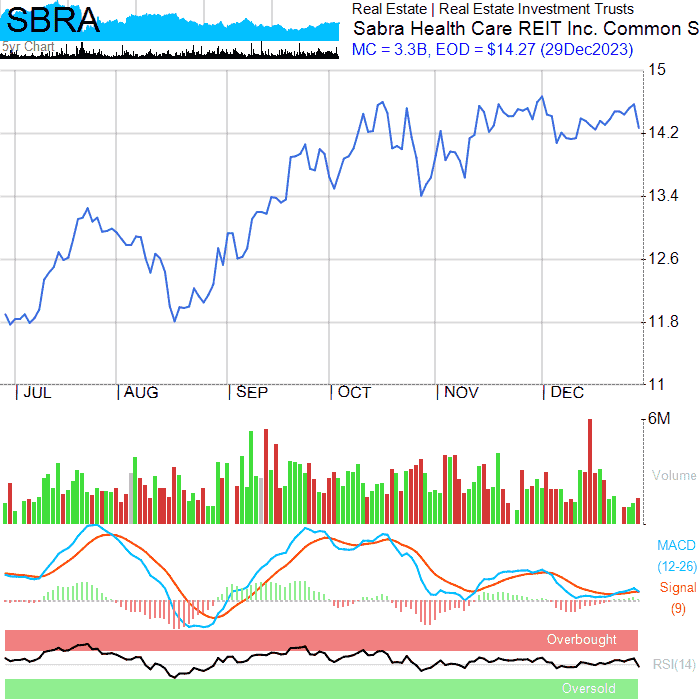 SBRA
5yr Chart
Real Estate | Real Estate Investment Trusts
Sabra Health Care REIT Inc. Common S
MC = 3.3B, EOD = $14.27 (29Dec2023)
15
14.2
13.4
12.6
11.8
11
JUL AUG SEP OCT NOV DEC
6M
Volume
MACD
(12-26)
Signal
(9)
Overbought
RSI(14)
Oversold